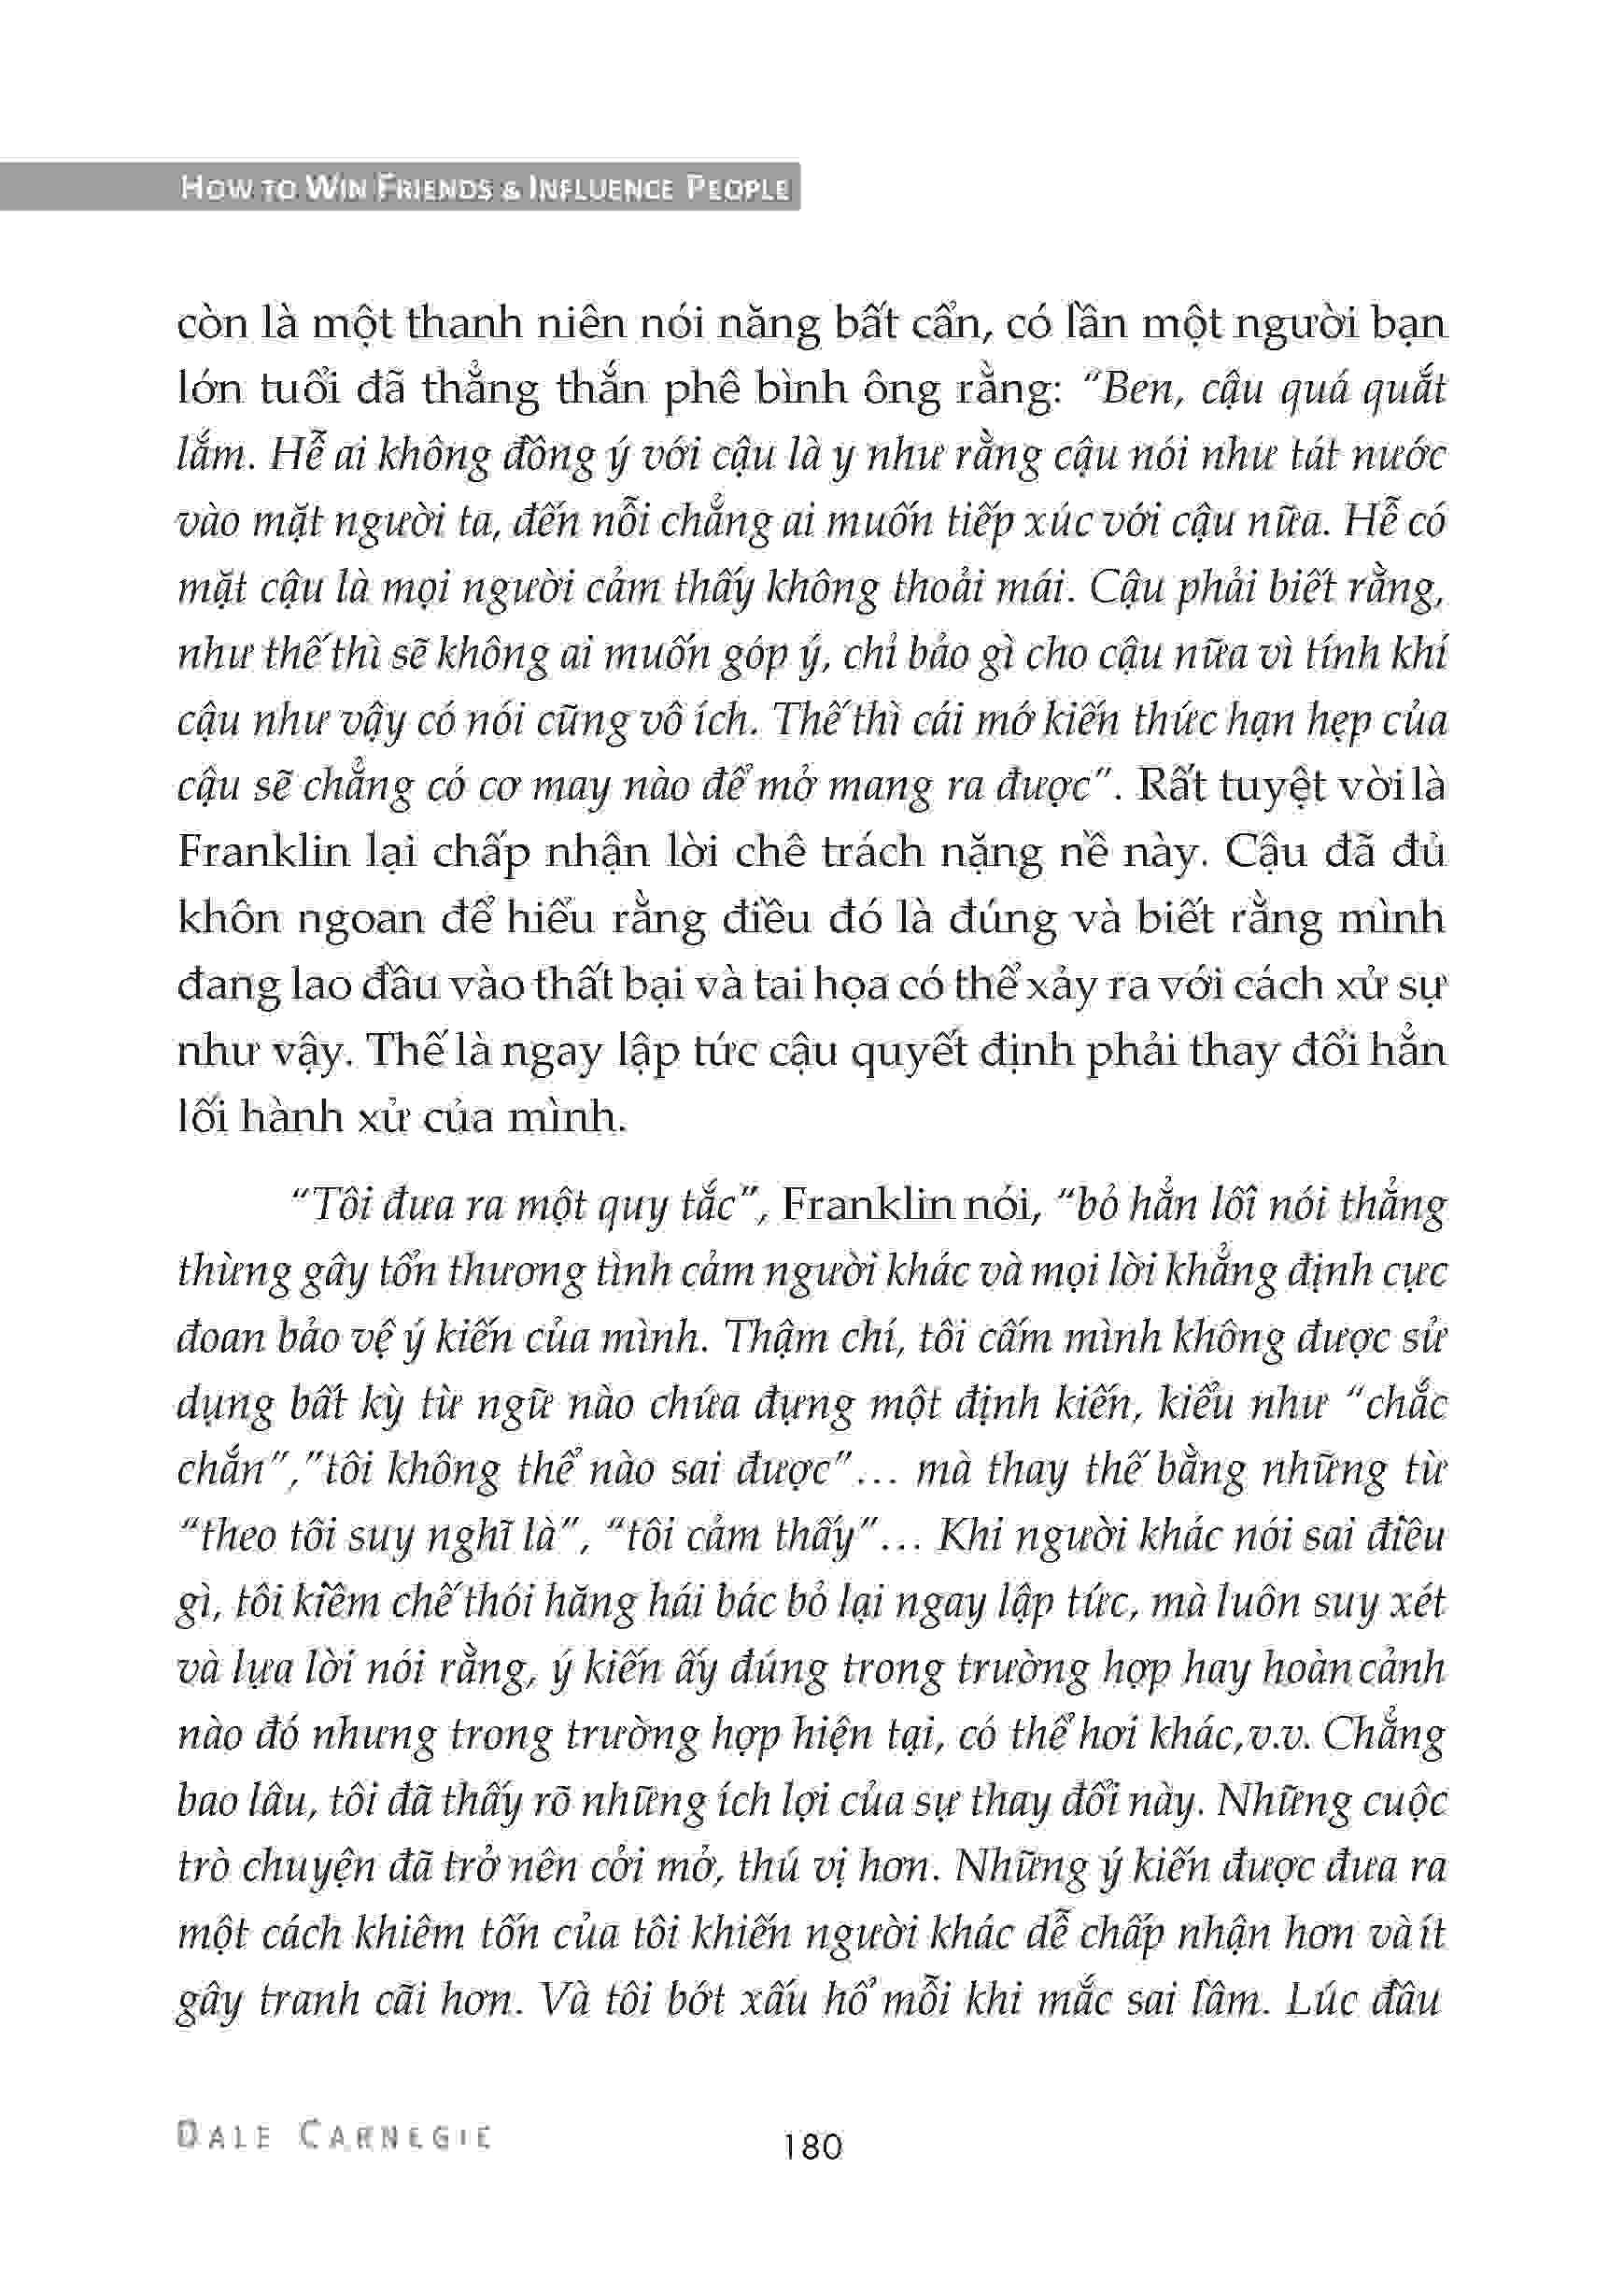 HOW TO WIN FRIENDS & INFLUENCE PEOPLE
còn là một thanh niên nói năng bất cẩn, có lần một người bạn
lớn tuổi đã thẳng thắn phê bình ông rằng: “Ben, cậu quá quắt
lắm. Hễ ai không đồng ý với cậu là y như rằng cậu nói như tát nước
vào mặt người ta, đến nỗi chẳng ai muốn tiếp xúc với cậu nữa. Hễ có
mặt cậu là mọi người cảm thấy không thoải mái. Cậu phải biết rằng,
như thế thì sẽ không ai muốn góp ý, chỉ bảo gì cho cậu nữa vì tính khí
cậu như vậy có nói cũng vô ích. Thế thì cái mớ kiến thức hạn hẹp của
cậu sẽ chẳng có cơ may nào để mở mang ra được”. Rất tuyệt vời là
Franklin lại chấp nhận lời chê trách nặng nề này. Cậu đã đủ
khôn ngoan để hiểu rằng điều đó là đúng và biết rằng mình
đang lao đầu vào thất bại và tai họa có thể xảy ra với cách xử sự
như vậy. Thế là ngay lập tức cậu quyết định phải thay đổi hẳn
lối hành xử của mình.
“Tôi đưa ra một quy tắc”, Franklin nói, “bỏ hẳn lối nói thẳng
thừng gây tổn thương tình cảm người khác và mọi lời khẳng định cực
đoan bảo vệ ý kiến của mình. Thậm chí, tôi cấm mình không được sử
dụng bất kỳ từ ngữ nào chứa đựng một định kiến, kiểu như “chắc
chắn”,”tôi không thể nào sai được”… mà thay thế bằng những từ
“theo tôi suy nghĩ là”, “tôi cảm thấy”… Khi người khác nói sai điều
gì, tôi kiềm chế thói hăng hái bác bỏ lại ngay lập tức, mà luôn suy xét
và lựa lời nói rằng, ý kiến ấy đúng trong trường hợp hay hoàn cảnh
nào đó nhưng trong trường hợp hiện tại, có thể hơi khác,v.v. Chẳng
bao lâu, tôi đã thấy rõ những ích lợi của sự thay đổi này. Những cuộc
trò chuyện đã trở nên cởi mở, thú vị hơn. Những ý kiến được đưa ra
một cách khiêm tốn của tôi khiến người khác dễ chấp nhận hơn và ít
gây tranh cãi hơn. Và tôi bớt xấu hổ mỗi khi mắc sai lầm. Lúc đầu
DALE CARNEGIE
180